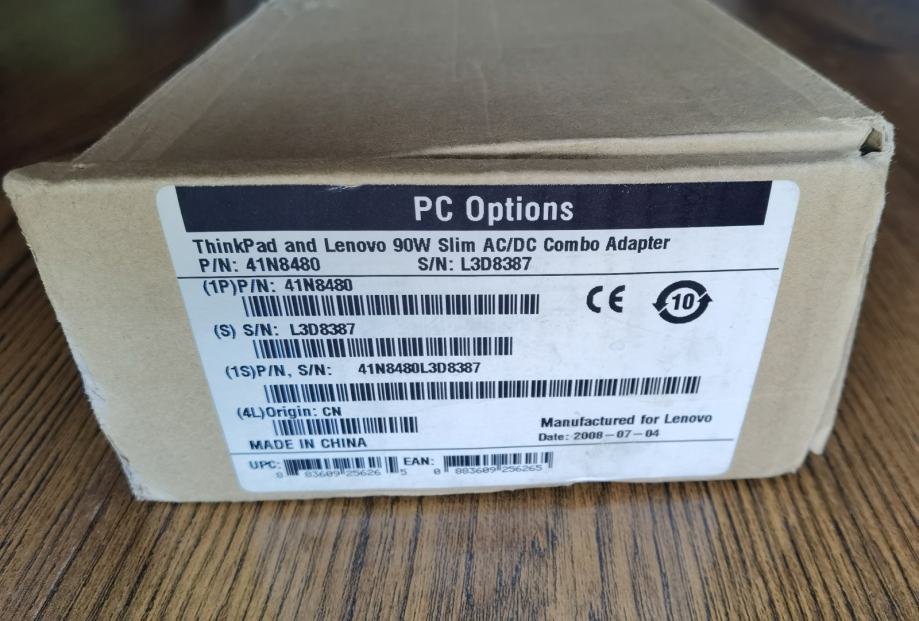 PC Options
ThinkPad and Lenovo 90W Slim AC/DC Combo Adapter
P/N: 41N8480 S/N: L3D8387
(1P)P/N: 41N8480
CE 10
(S) S/N: L3D8387
(1S)P/N, S/N: 41N8480L3D8387
(4L)Origin: CN
Manufactured for Lenovo
MADE IN CHINA
Date: 2008-07-04
UPC: 8 83609 25626 5 EAN: 0 883609 256265